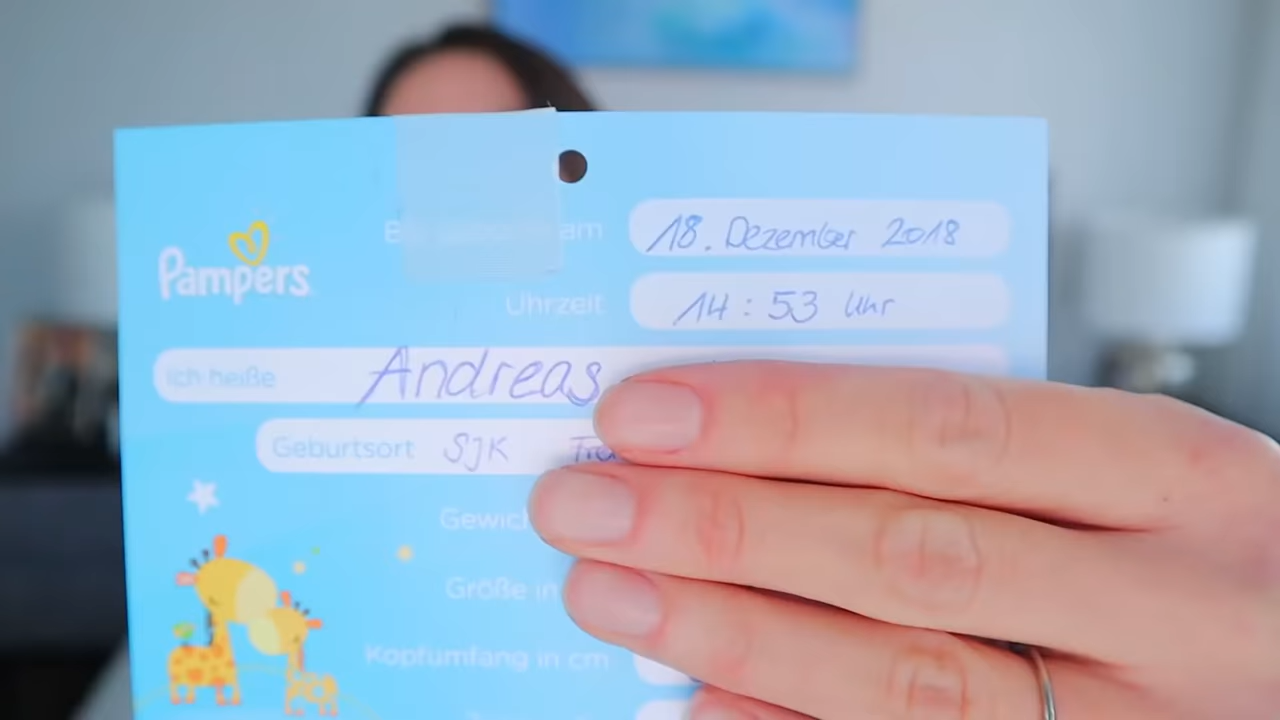 am 18. Dezember 2018
Pampers
Uhrzeit 14 : 53 Uhr
Ich heiße Andreas
Geburtsort SJK
Größe in
Kopfumfang in cm